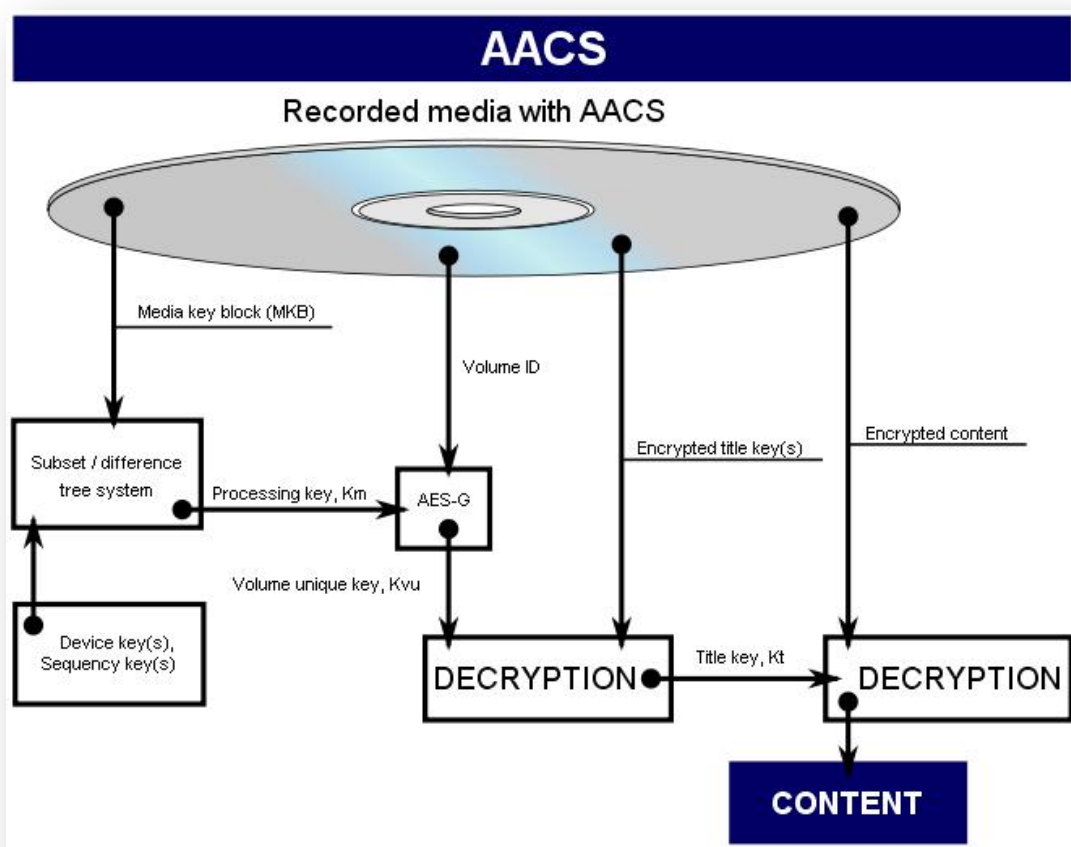 AACS
Recorded media with AACS
Media key block (MKB)
Volume ID
Encrypted title key(s)
Encrypted content
Subset / difference
tree system
Processing key, Km
AES-G
Volume unique key, Kvu
Device key(s),
Sequency key(s)
DECRYPTION
Title key, Kt
DECRYPTION
CONTENT